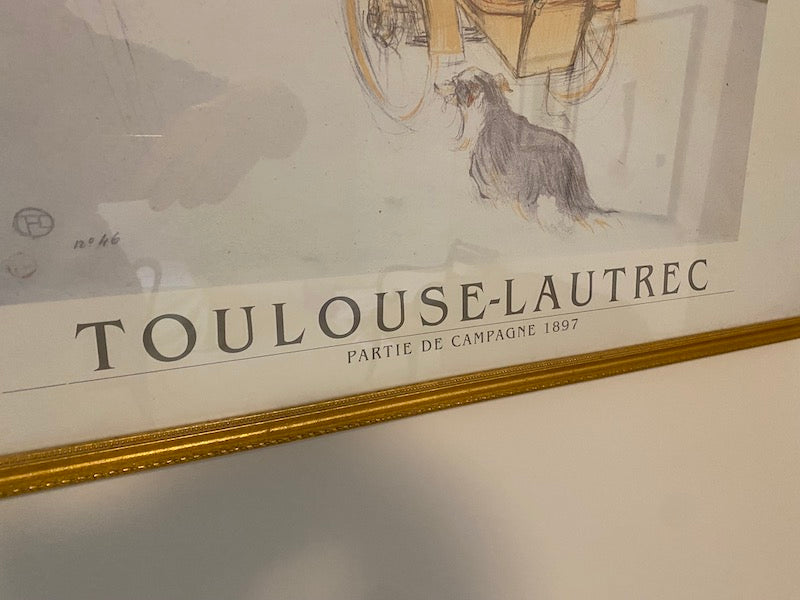 nº 46
TOULOUSE-LAUTREC
PARTIE DE CAMPAGNE 1897